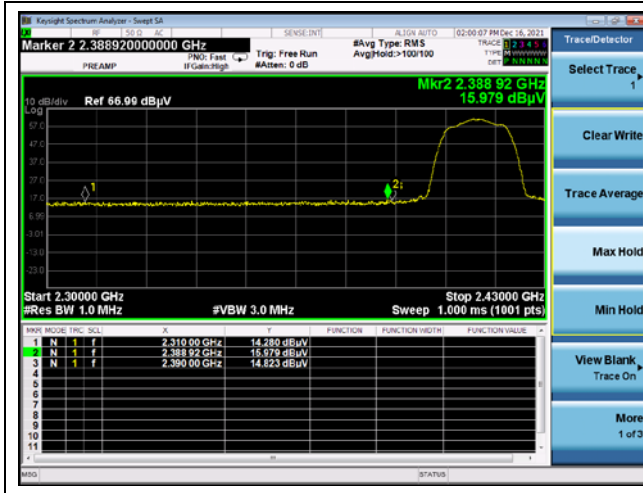 Keysight Spectrum Analyzer - Swept SA
RF 50 Ω AC SENSE:INT ALIGN AUTO 02:00:07 PM Dec 16, 2021
Marker 2 2.388920000000 GHz
PREAMP
PNO: Fast
IFGain:High
Trig: Free Run
#Atten: 0 dB
#Avg Type: RMS
Avg|Hold:>100/100
TRACE 1 2 3 4 5 6
TYPE M W W W W W
DET P N N N N N
Trace/Detector
Select Trace
1
Clear Write
Trace Average
Max Hold
Min Hold
View Blank
Trace On
More
1 of 3
Mkr2 2.388 92 GHz
15.979 dBµV
10 dB/div Ref 66.99 dBµV
Log
57.0
47.0
37.0
27.0
17.0
6.99
-3.01
-13.0
-23.0
1
2
Start 2.30000 GHz Stop 2.43000 GHz
#Res BW 1.0 MHz #VBW 3.0 MHz Sweep 1.000 ms (1001 pts)
MKR MODE TRC SCL X Y FUNCTION FUNCTION WIDTH FUNCTION VALUE
1 N 1 f 2.310 00 GHz 14.280 dBµV
2 N 1 f 2.388 92 GHz 15.979 dBµV
3 N 1 f 2.390 00 GHz 14.823 dBµV
4
5
6
7
8
9
10
11
MSG STATUS